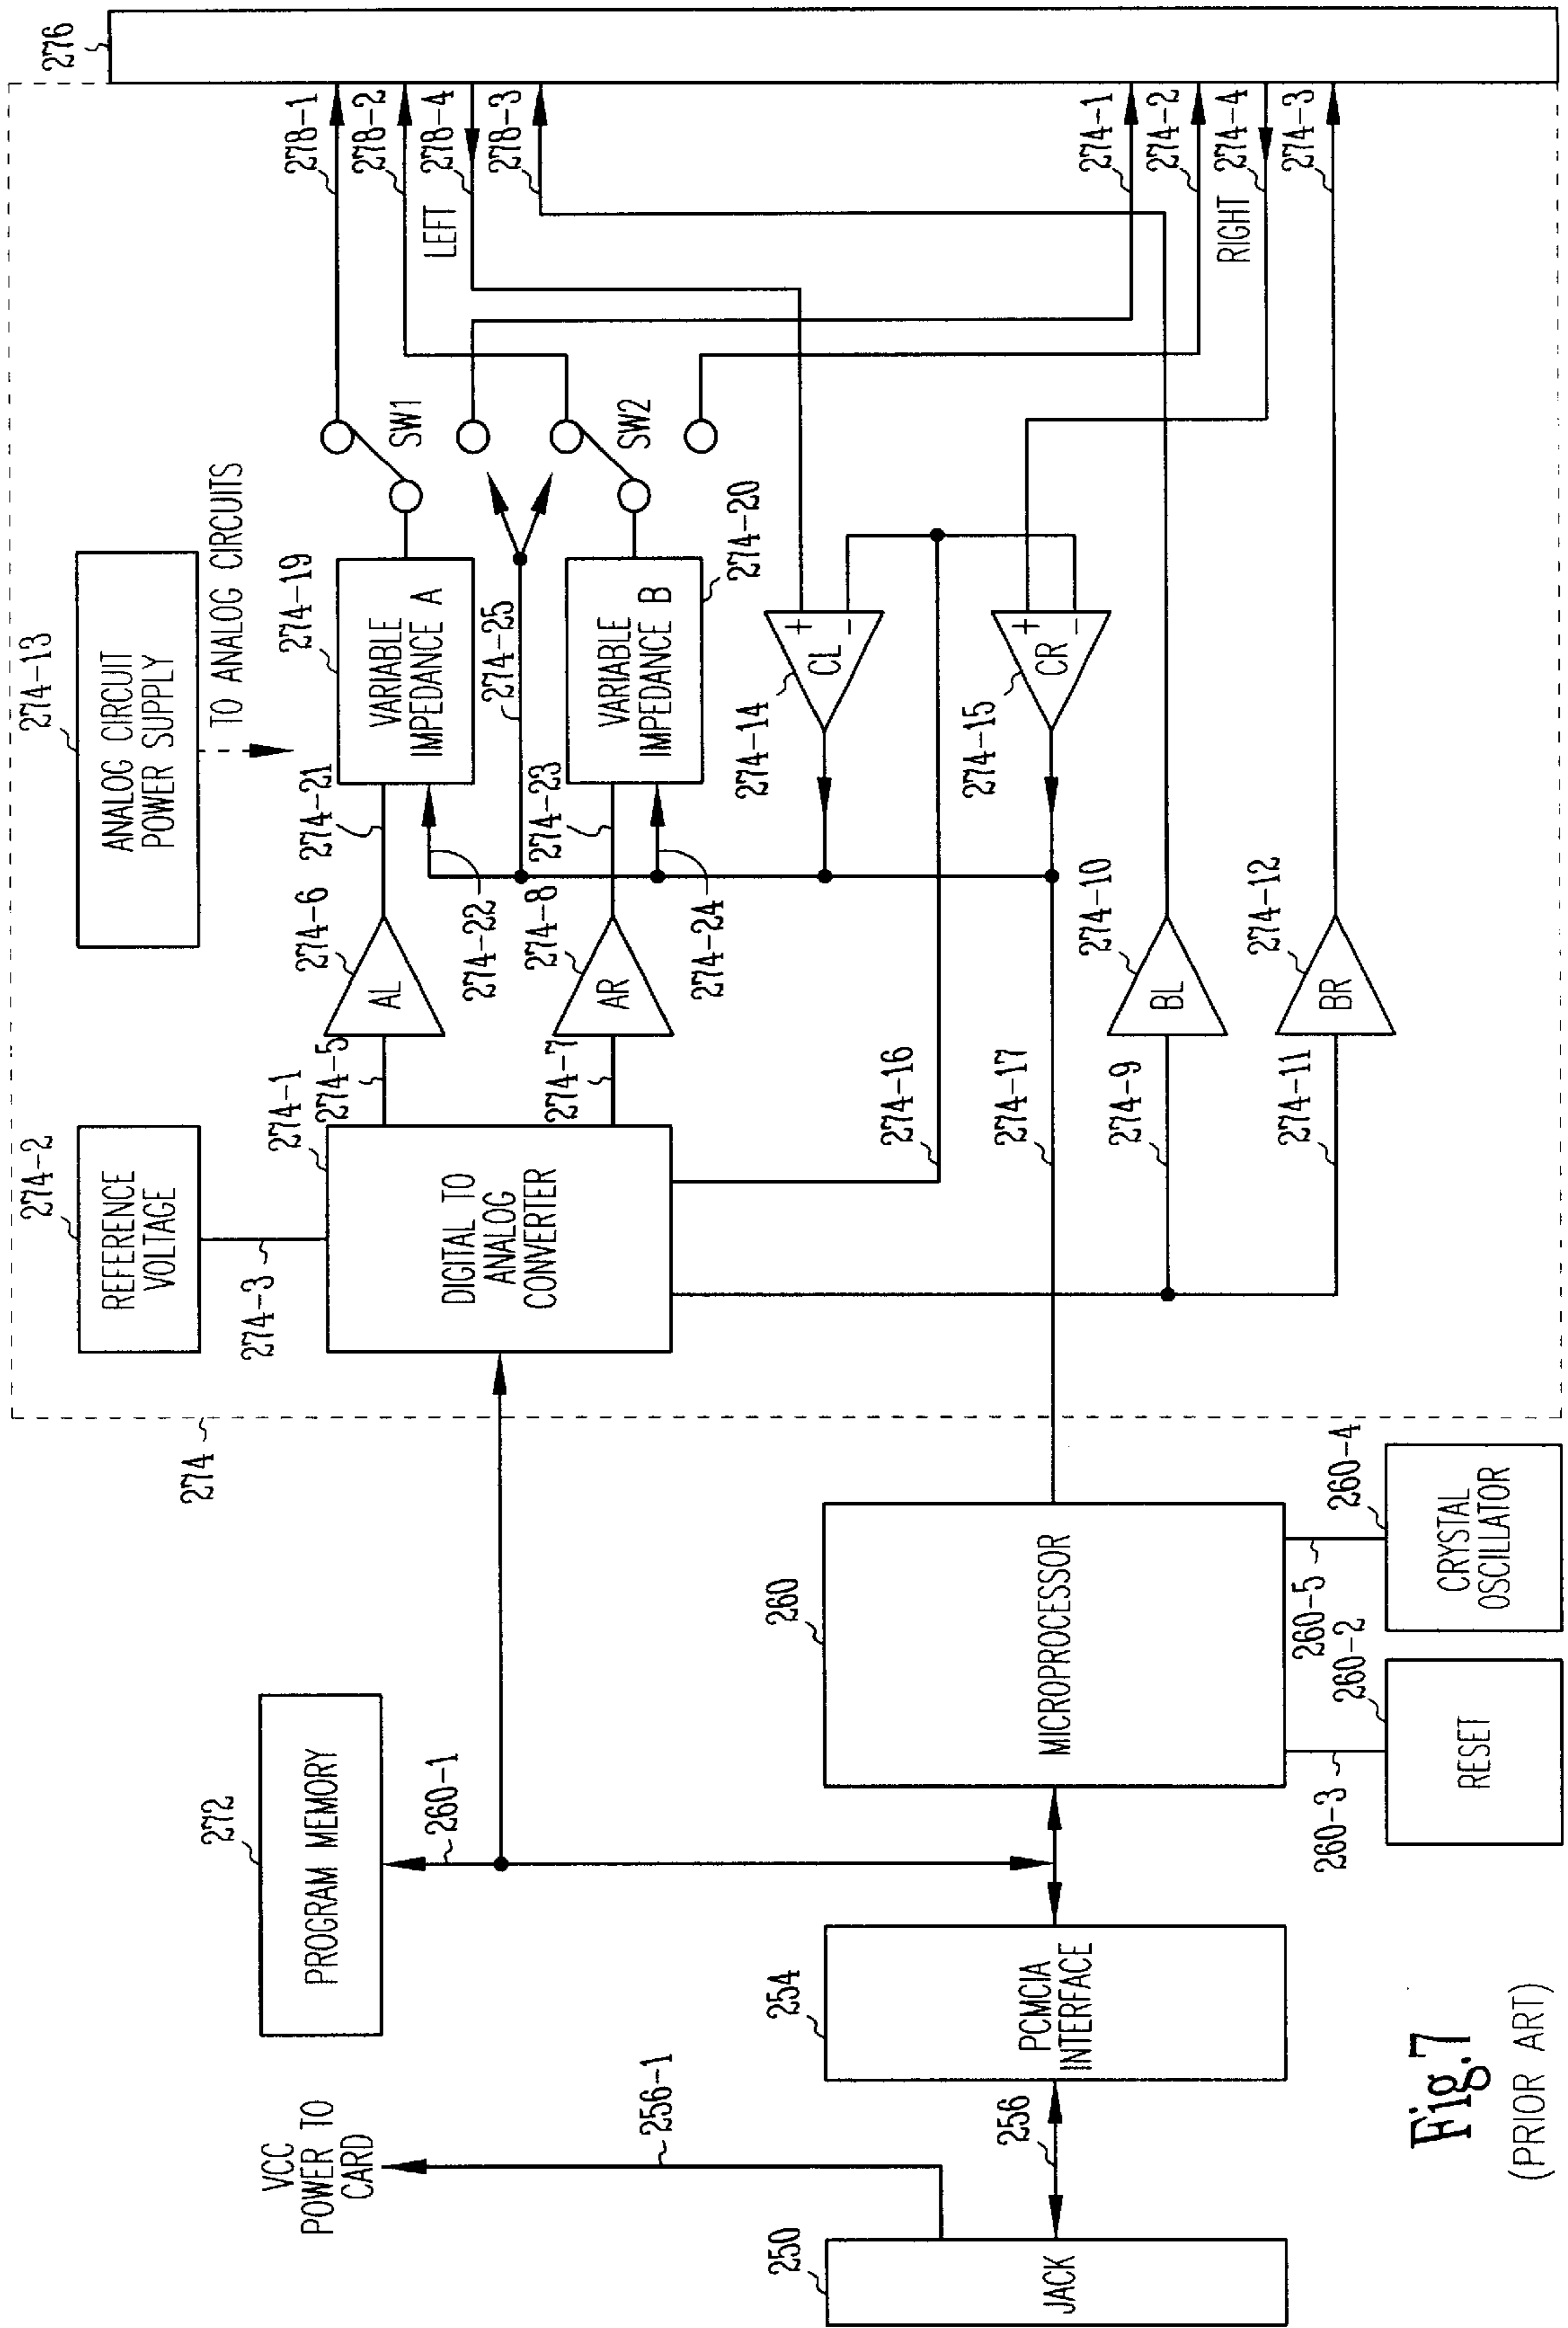 276
278-1
278-2
278-4
278-3
LEFT
274-1
274-2
274-4
274-3
RIGHT
SW1
SW2
274-13
ANALOG CIRCUIT
POWER SUPPLY
TO ANALOG CIRCUITS
274-19
VARIABLE
IMPEDANCE A
274-20
VARIABLE
IMPEDANCE B
274-25
274-21
274-22
274-23
274-24
274-6
AL
274-8
AR
+
-
CL
274-14
+
-
CR
274-15
274-10
BL
274-12
BR
274-2
REFERENCE
VOLTAGE
274-3
274-1
DIGITAL TO
ANALOG
CONVERTER
274-5
274-7
274-16
274-17
274-9
274-11
274
272
PROGRAM MEMORY
260-1
260
MICROPROCESSOR
260-5
260-4
CRYSTAL
OSCILLATOR
260-3
260-2
RESET
254
PCMCIA
INTERFACE
VCC
POWER TO
CARD
256-1
256
250
JACK
Fig.7
(PRIOR ART)